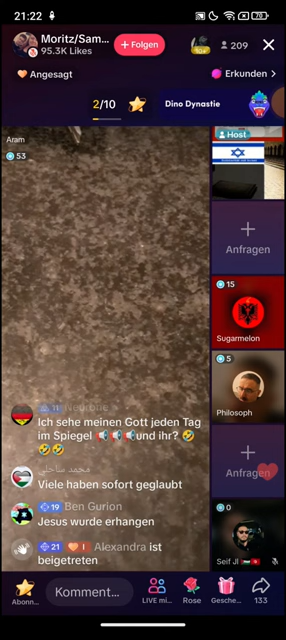 21:22
70
Moritz/Sam...
95.3K Likes
+ Folgen
209
Angesagt
Erkunden >
2/10
Dino Dynastie
Aram
53
Host
Anfragen
15
Sugarmelon
5
Philosoph
Anfragen
0
Seif Jl
Ich sehe meinen Gott jeden Tag
im Spiegel 📢📢📢und ihr? 🤣
🤣🤣
محمد ساحلي
Viele haben sofort geglaubt
19 Ben Gurion
Jesus wurde erhangen
21 I Alexandra ist
beigetreten
Abonn...
Komment...
LIVE mi...
Rose
Gesche...
133